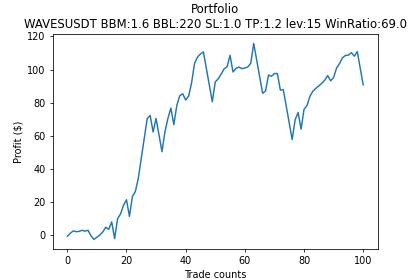 Portfolio
WAVESUSDT BBM:1.6 BBL:220 SL:1.0 TP:1.2 lev:15 WinRatio:69.0
120
100
80
60
40
20
0
Profit ($)
0 20 40 60 80 100
Trade counts